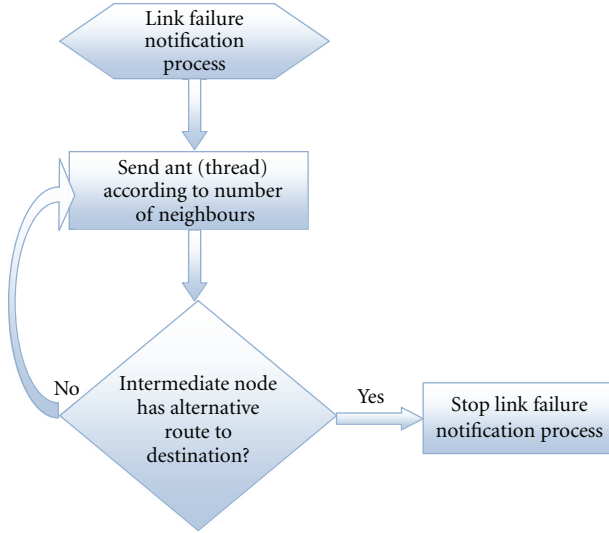 Link failure
notification
process
Send ant (thread)
according to number
of neighbours
No
Intermediate node
has alternative
route to
destination?
Yes
Stop link failure
notification process